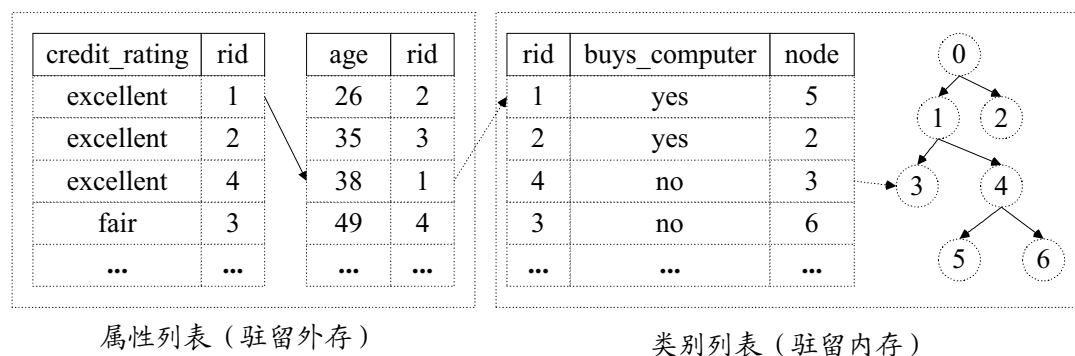 credit_rating rid age rid rid buys_computer node
excellent 1 26 2 1 yes 5
excellent 2 35 3 2 yes 2
excellent 4 38 1 4 no 3
fair 3 49 4 3 no 6
... ... ... ... ... ... ...
0
1 2
3 4
5 6
属性列表（驻留外存） 类别列表（驻留内存）